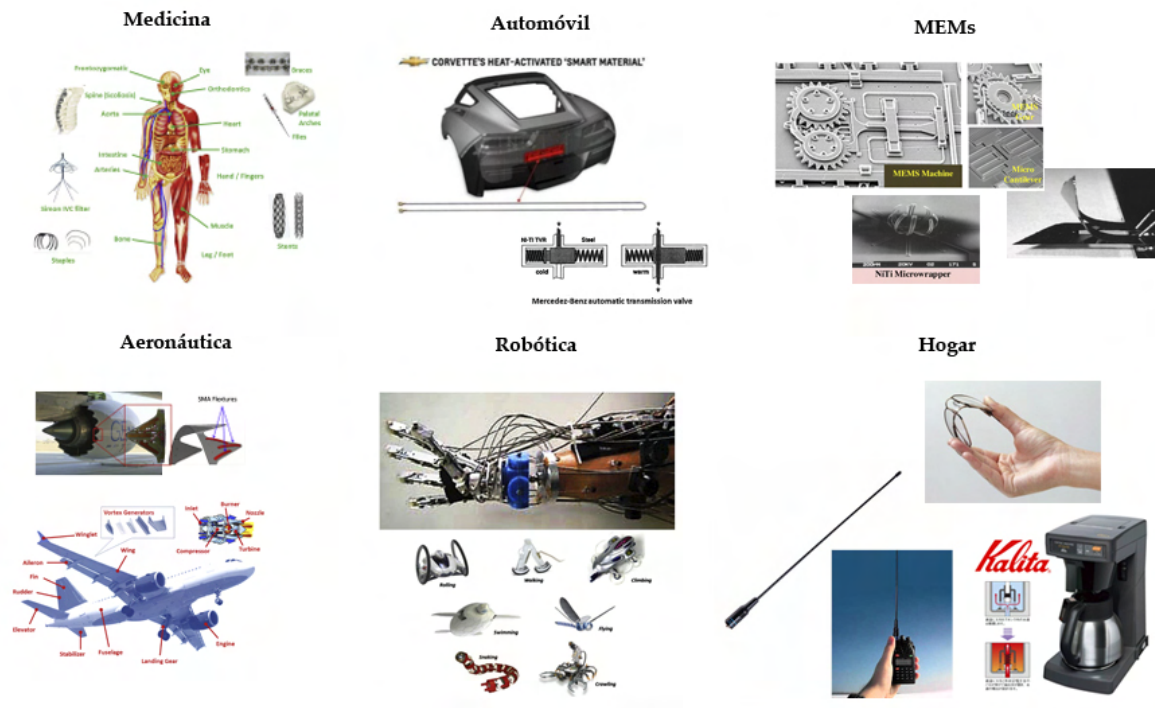 Medicina
Frontozygomatic
Eye
Braces
Spine (Scoliosis)
Orthodontics
Palatal
Arches
Aorta
Heart
Files
Stomach
Intestine
Arteries
Hand / Fingers
Simon IVC filter
Muscle
Bone
Stents
Staples
Leg / Foot
Automóvil
CORVETTE'S HEAT-ACTIVATED 'SMART MATERIAL'
Ni-Ti TVR
Steel
cold
warm
Mercedez-Benz automatic transmission valve
MEMs
MEMS
MEMS Machine
Micro
Cantilever
NiTi Microwrapper
Aeronáutica
SMA Flextures
Vortex Generators
Inlet
Burner
Nozzle
Compressor
Turbine
Winglet
Wing
Aileron
Fin
Rudder
Elevator
Stabilizer
Fuselage
Landing Gear
Engine
Robótica
Rolling
Walking
Climbing
Swimming
Flying
Snaking
Crawling
Hogar
Kalita